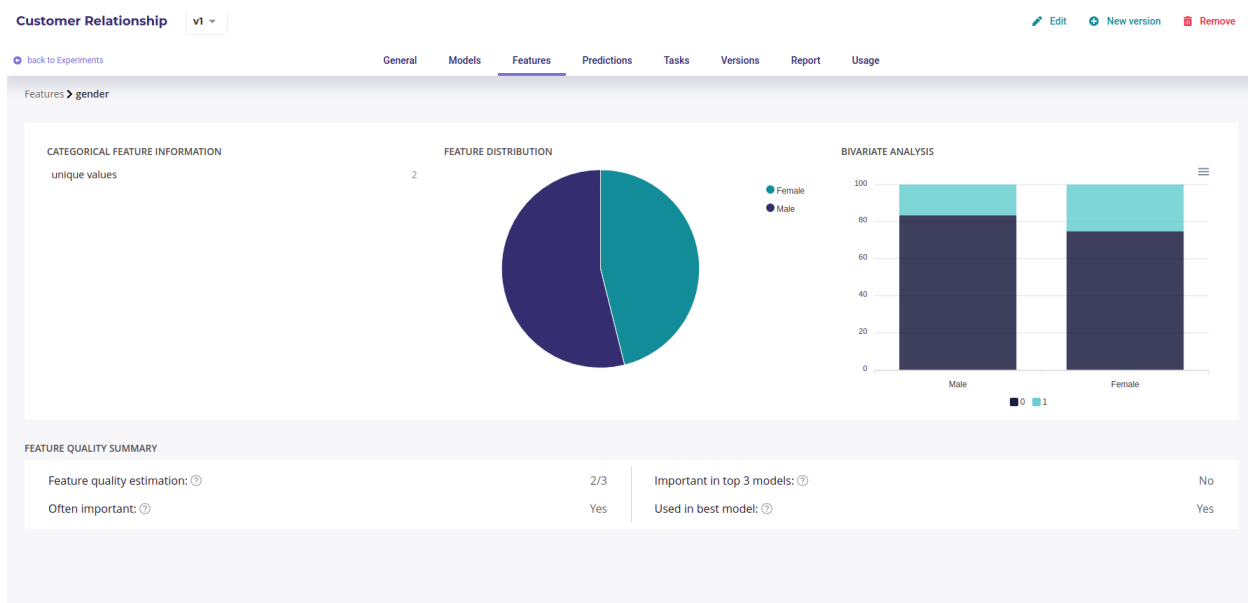 Customer Relationship v1 Edit New version Remove
back to Experiments General Models Features Predictions Tasks Versions Report Usage
Features > gender
CATEGORICAL FEATURE INFORMATION
unique values 2
FEATURE DISTRIBUTION
Female
Male
BIVARIATE ANALYSIS
100
80
60
40
20
0
Male Female
0 1
FEATURE QUALITY SUMMARY
Feature quality estimation: ? 2/3
Often important: ? Yes
Important in top 3 models: ? No
Used in best model: ? Yes